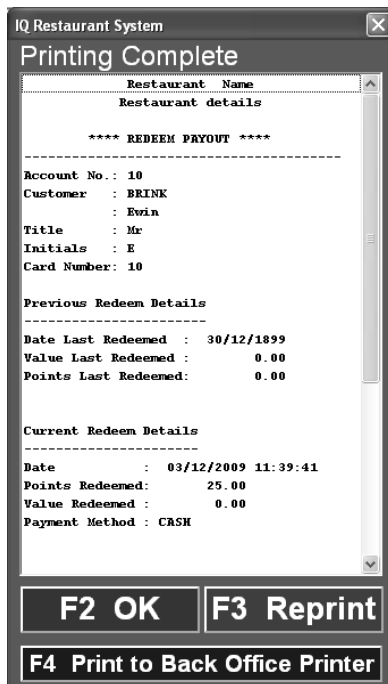 IQ Restaurant System
Printing Complete
Restaurant Name
Restaurant details
**** REDEEM PAYOUT ****
----------------------------------------
Account No.: 10
Customer : BRINK
: Ewin
Title : Mr
Initials : E
Card Number: 10
Previous Redeem Details
-----------------------
Date Last Redeemed : 30/12/1899
Value Last Redeemed : 0.00
Points Last Redeemed: 0.00
Current Redeem Details
----------------------
Date : 03/12/2009 11:39:41
Points Redeemed: 25.00
Value Redeemed : 0.00
Payment Method : CASH
F2 OK F3 Reprint
F4 Print to Back Office Printer